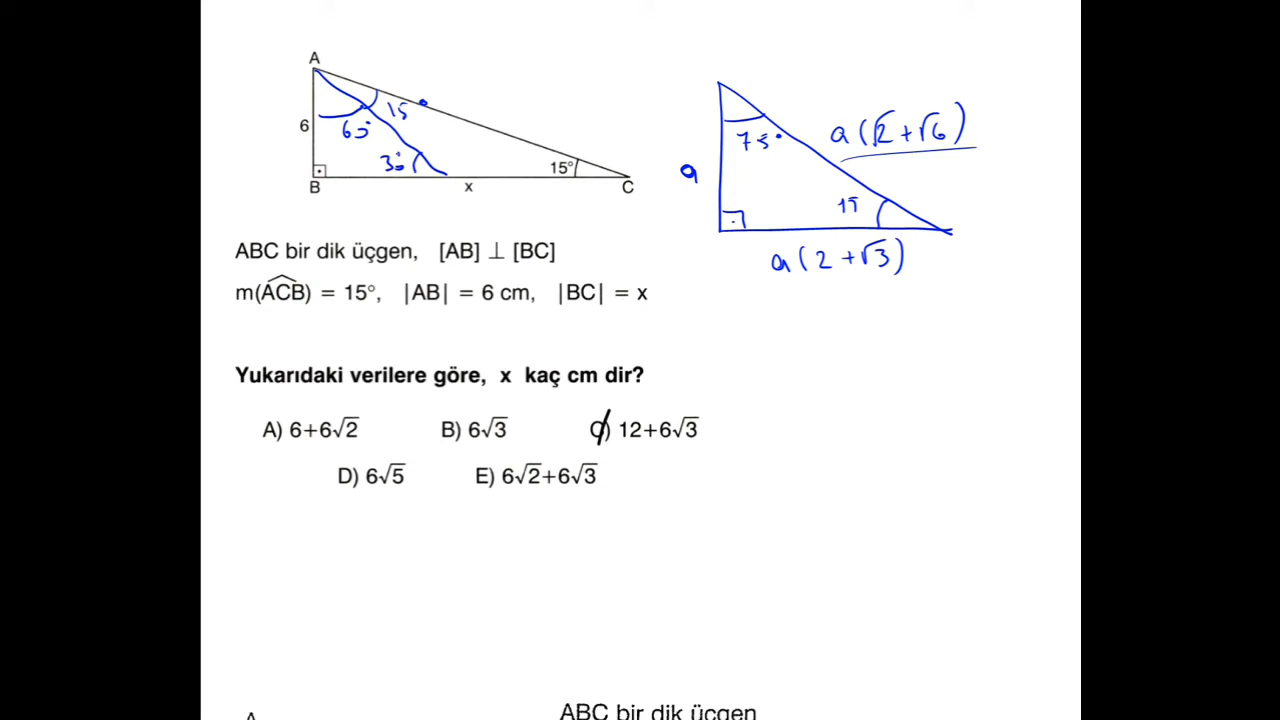 A
6
60°
15°
30°
15°
B
x
C
a
75°
a(√2+√6)
15
a(2+√3)
ABC bir dik üçgen, [AB] ⊥ [BC]
m(ACB) = 15°, |AB| = 6 cm, |BC| = x
Yukarıdaki verilere göre, x kaç cm dir?
A) 6+6√2 B) 6√3 C) 12+6√3
D) 6√5 E) 6√2+6√3
A
ABC bir dik üçgen